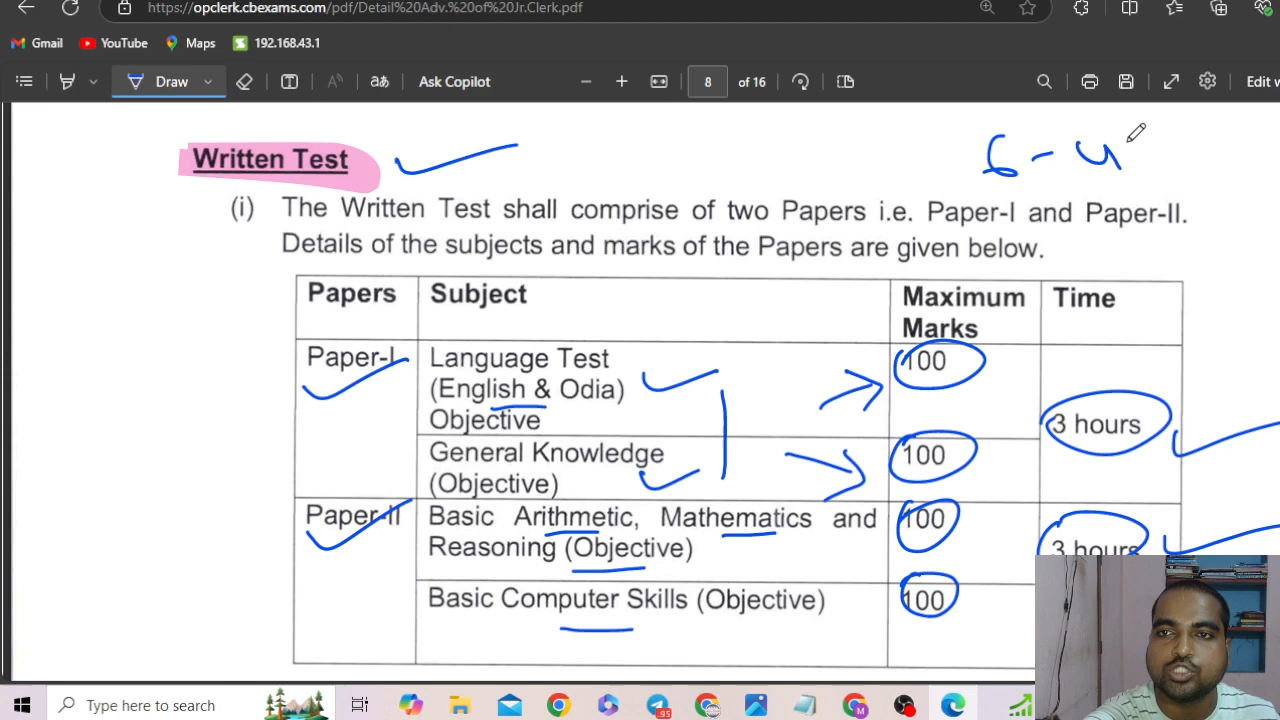 https://opclerk.cbexams.com/pdf/Detail%20Adv.%20of%20Jr.Clerk.pdf
Gmail YouTube Maps 192.168.43.1
Draw Ask Copilot 8 of 16 Edit w
Written Test
6 - 4
(i) The Written Test shall comprise of two Papers i.e. Paper-I and Paper-II.
Details of the subjects and marks of the Papers are given below.
Papers Subject Maximum Time
Marks
Paper-I Language Test 100
(English & Odia)
Objective 3 hours
General Knowledge 100
(Objective)
Paper-II Basic Arithmetic, Mathematics and 100
Reasoning (Objective) 3 hours
Basic Computer Skills (Objective) 100
Type here to search 95